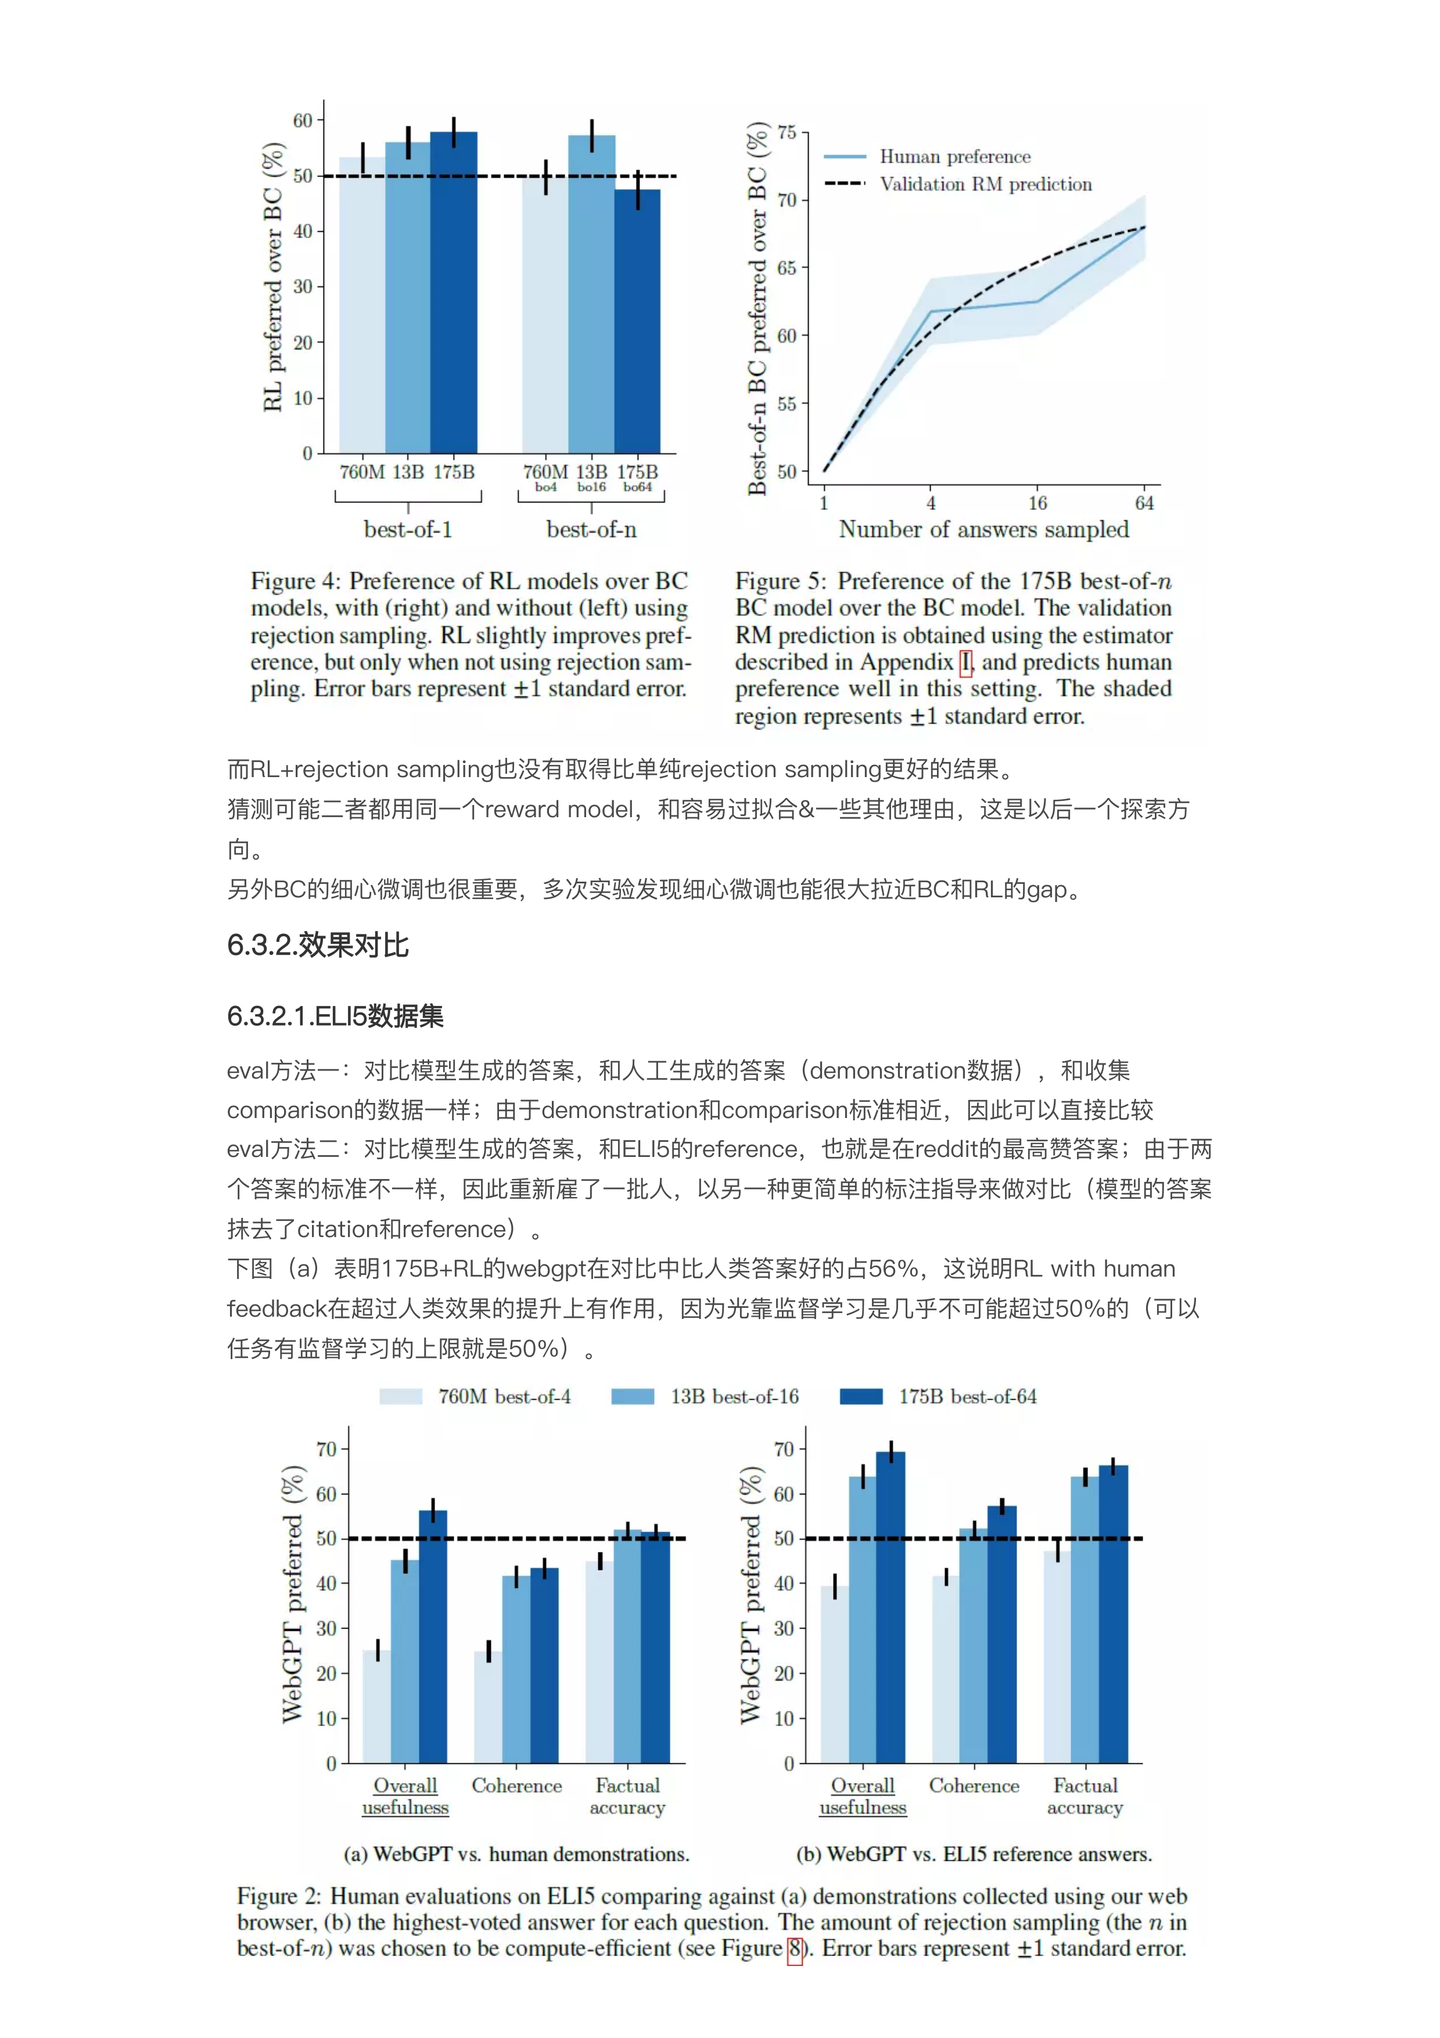 60
50
40
30
20
10
0
RL preferred over BC (%)
760M 13B 175B
760M 13B 175B
bo4 bo16 bo64
best-of-1
best-of-n
75
70
65
60
55
50
Best-of-n BC preferred over BC (%)
Human preference
Validation RM prediction
1 4 16 64
Number of answers sampled
Figure 4: Preference of RL models over BC
models, with (right) and without (left) using
rejection sampling. RL slightly improves pref-
erence, but only when not using rejection sam-
pling. Error bars represent ±1 standard error.
Figure 5: Preference of the 175B best-of-n
BC model over the BC model. The validation
RM prediction is obtained using the estimator
described in Appendix I, and predicts human
preference well in this setting. The shaded
region represents ±1 standard error.
而RL+rejection sampling也没有取得比单纯rejection sampling更好的结果。
猜测可能二者都用同一个reward model，和容易过拟合&一些其他理由，这是以后一个探索方
向。
另外BC的细心微调也很重要，多次实验发现细心微调也能很大拉近BC和RL的gap。
6.3.2.效果对比
6.3.2.1.ELI5数据集
eval方法一：对比模型生成的答案，和人工生成的答案（demonstration数据），和收集
comparison的数据一样；由于demonstration和comparison标准相近，因此可以直接比较
eval方法二：对比模型生成的答案，和ELI5的reference，也就是在reddit的最高赞答案；由于两
个答案的标准不一样，因此重新雇了一批人，以另一种更简单的标注指导来做对比（模型的答案
抹去了citation和reference）。
下图（a）表明175B+RL的webgpt在对比中比人类答案好的占56%，这说明RL with human
feedback在超过人类效果的提升上有作用，因为光靠监督学习是几乎不可能超过50%的（可以
任务有监督学习的上限就是50%）。
760M best-of-4 13B best-of-16 175B best-of-64
70
60
50
40
30
20
10
0
WebGPT preferred (%)
Overall
usefulness
Coherence
Factual
accuracy
(a) WebGPT vs. human demonstrations.
70
60
50
40
30
20
10
0
WebGPT preferred (%)
Overall
usefulness
Coherence
Factual
accuracy
(b) WebGPT vs. ELI5 reference answers.
Figure 2: Human evaluations on ELI5 comparing against (a) demonstrations collected using our web
browser, (b) the highest-voted answer for each question. The amount of rejection sampling (the n in
best-of-n) was chosen to be compute-efficient (see Figure 8). Error bars represent ±1 standard error.